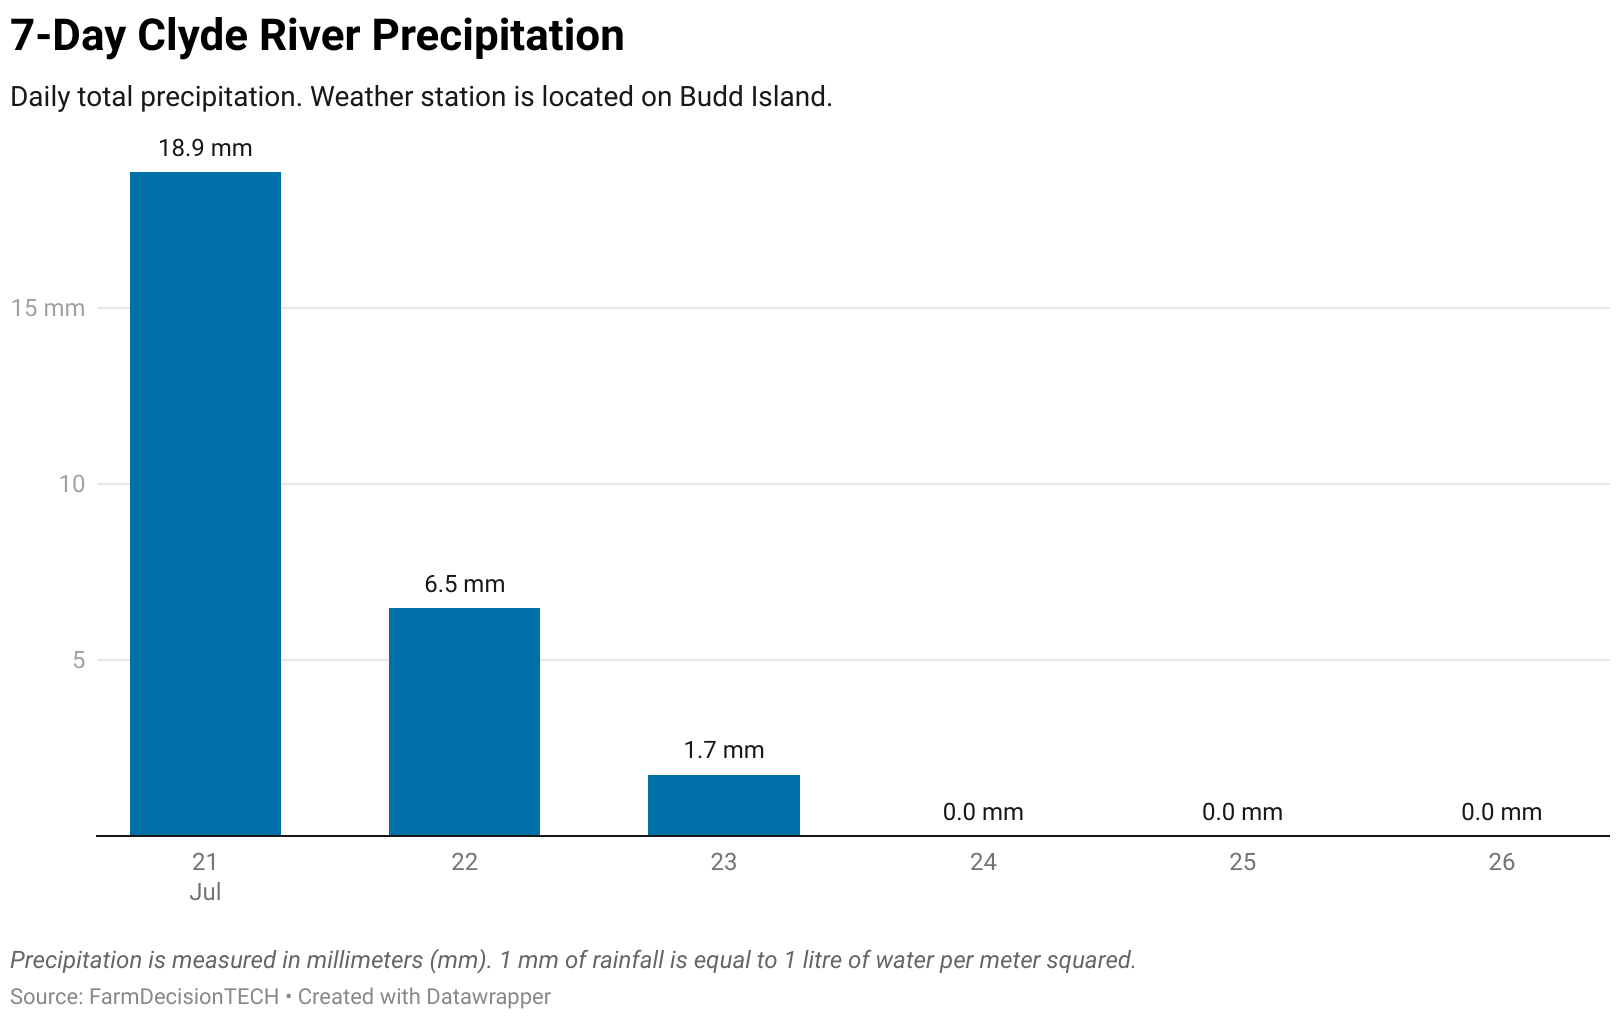 7-Day Clyde River Precipitation
Daily total precipitation. Weather station is located on Budd Island.
18.9 mm
15 mm
10
6.5 mm
5
1.7 mm
0.0 mm
0.0 mm
0.0 mm
21
22
23
24
25
26
Jul
Precipitation is measured in millimeters (mm). 1 mm of rainfall is equal to 1 litre of water per meter squared.
Source: FarmDecisionTECH • Created with Datawrapper